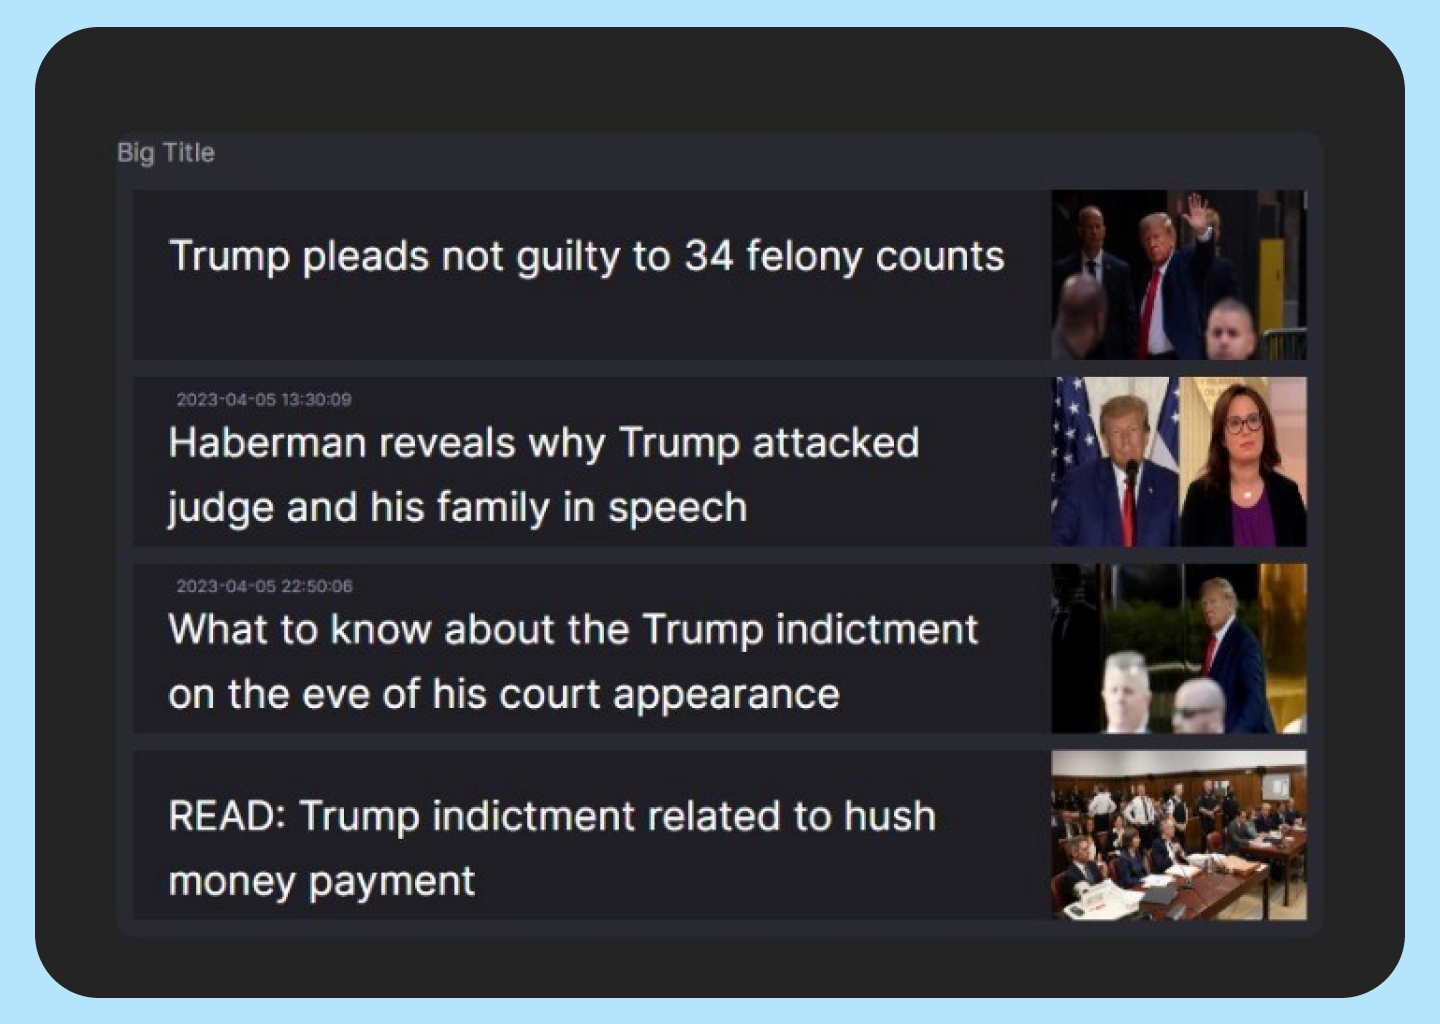 Big Title
Trump pleads not guilty to 34 felony counts
2023-04-05 13:30:09
Haberman reveals why Trump attacked
judge and his family in speech
2023-04-05 22:50:06
What to know about the Trump indictment
on the eve of his court appearance
READ: Trump indictment related to hush
money payment